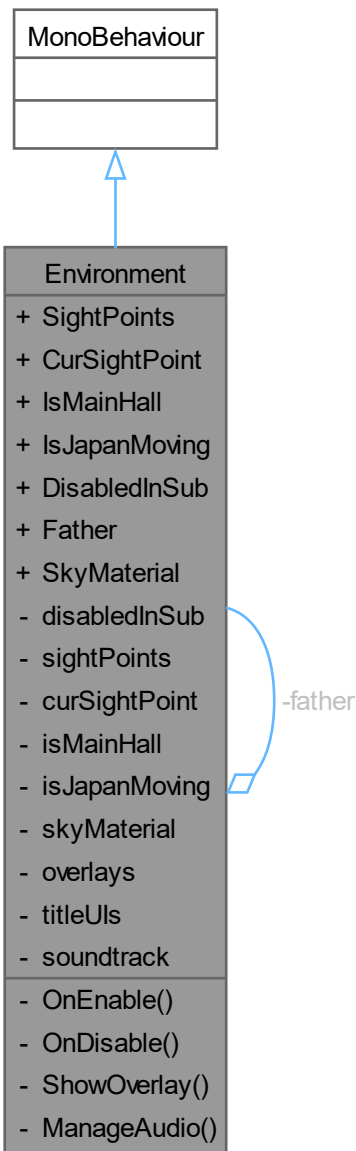 MonoBehaviour
Environment
+ SightPoints
+ CurSightPoint
+ IsMainHall
+ IsJapanMoving
+ DisabledInSub
+ Father
+ SkyMaterial
- disabledInSub
- sightPoints
- curSightPoint
- isMainHall
- isJapanMoving
- skyMaterial
- overlays
- titleUIs
- soundtrack
- OnEnable()
- OnDisable()
- ShowOverlay()
- ManageAudio()
-father